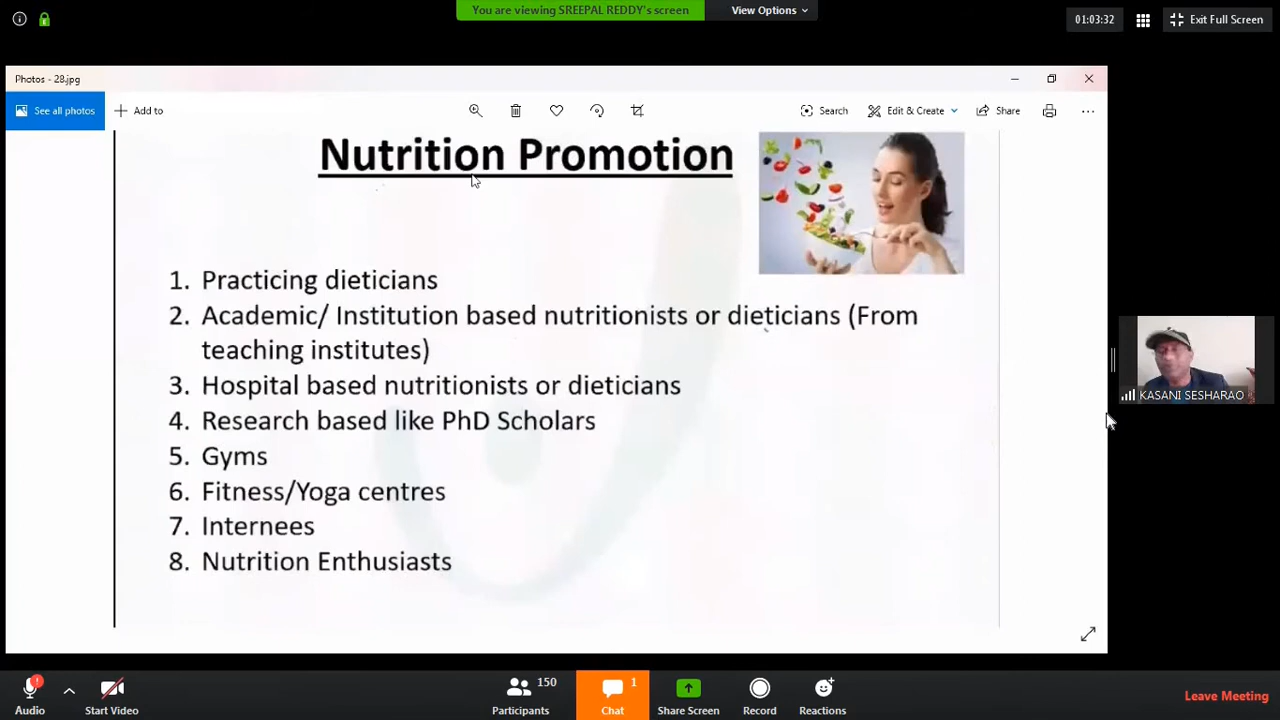 You are viewing SREEPAL REDDY's screen
View Options
01:03:32
Exit Full Screen
Photos - 28.jpg
See all photos
Add to
Search
Edit & Create
Share
Nutrition Promotion
1. Practicing dieticians
2. Academic/ Institution based nutritionists or dieticians (From
teaching institutes)
3. Hospital based nutritionists or dieticians
4. Research based like PhD Scholars
5. Gyms
6. Fitness/Yoga centres
7. Internees
8. Nutrition Enthusiasts
KASANI SESHARAO
Audio
Start Video
150
Participants
1
Chat
Share Screen
Record
Reactions
Leave Meeting